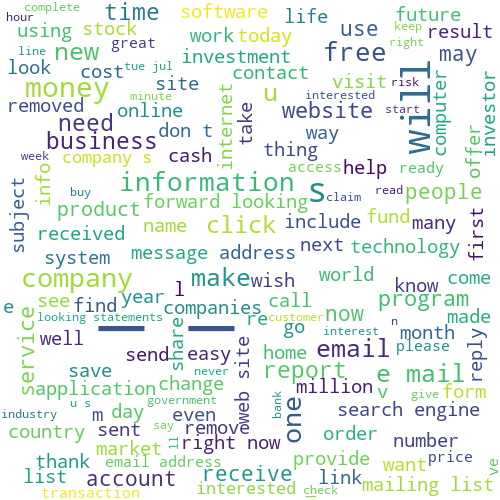 complete
hour
time
software
life
future
using
stock
great
work
today
use
keep
result
line
new
tue jul
investment
free
may
right
look
cost
site
contact
visit
will
computer
investor
money
minute
interested
risk
removed
online
u
website
start
need
internet
take
business
don t
way
offer
week
company s
cash
thing
access
help
ready
info
buy
information
s
claim
read
people
subject
product
forward looking
name
click
include
fund
many
first
received
system
message
address
next
technology
company
make
wish
world
know
come
e
see
find
year
l
companies
call
now
program
made
looking statements
— —
re
customer
go
n
month
reply
service
well
send
share
easy
web site
home
interest
email
please
save
never
report
million
e mail
application
change
government
v
give
form
industry
u s
m
day
even
remove
one
bank
search engine
country
sent
say
ll
right now
order
number
market
price
thank
email address
provide
want
list
account
receive
link
mailing list
ve
transaction
interested
check